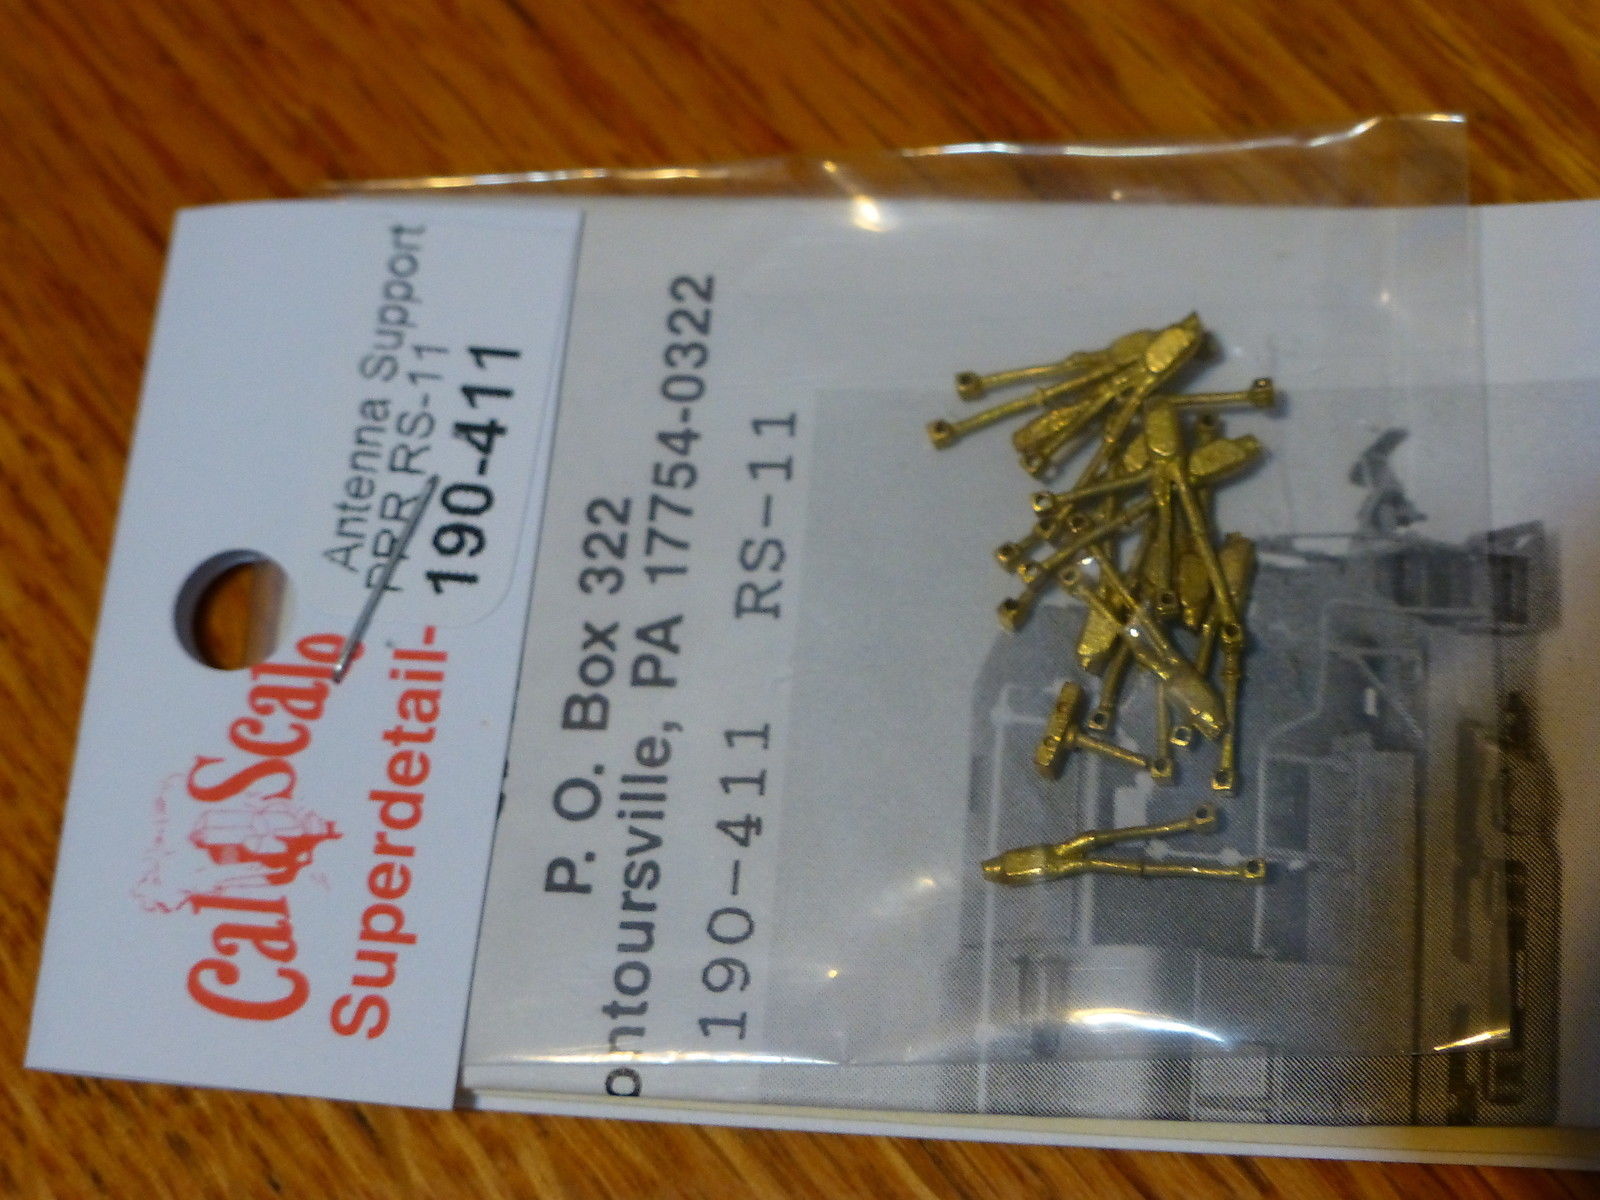 Cal Scale
Superdetail-
Antenna Support
PRR RS-11
190-411
P. O. Box 322
ontoursville, PA 17754-0322
190-411 RS-11